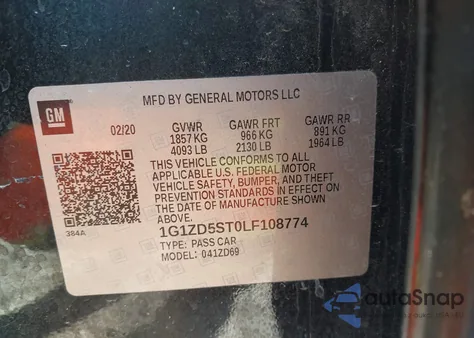 MFD BY GENERAL MOTORS LLC
GM
02/20 GVWR GAWR FRT GAWR RR
1857 KG 966 KG 891 KG
4093 LB 2130 LB 1964 LB
THIS VEHICLE CONFORMS TO ALL
APPLICABLE U.S. FEDERAL MOTOR
VEHICLE SAFETY, BUMPER, AND THEFT
PREVENTION STANDARDS IN EFFECT ON
THE DATE OF MANUFACTURE SHOWN
ABOVE.
384A
1G1ZD5ST0LF108774
TYPE: PASS CAR
MODEL: 041ZD69
autoSnap